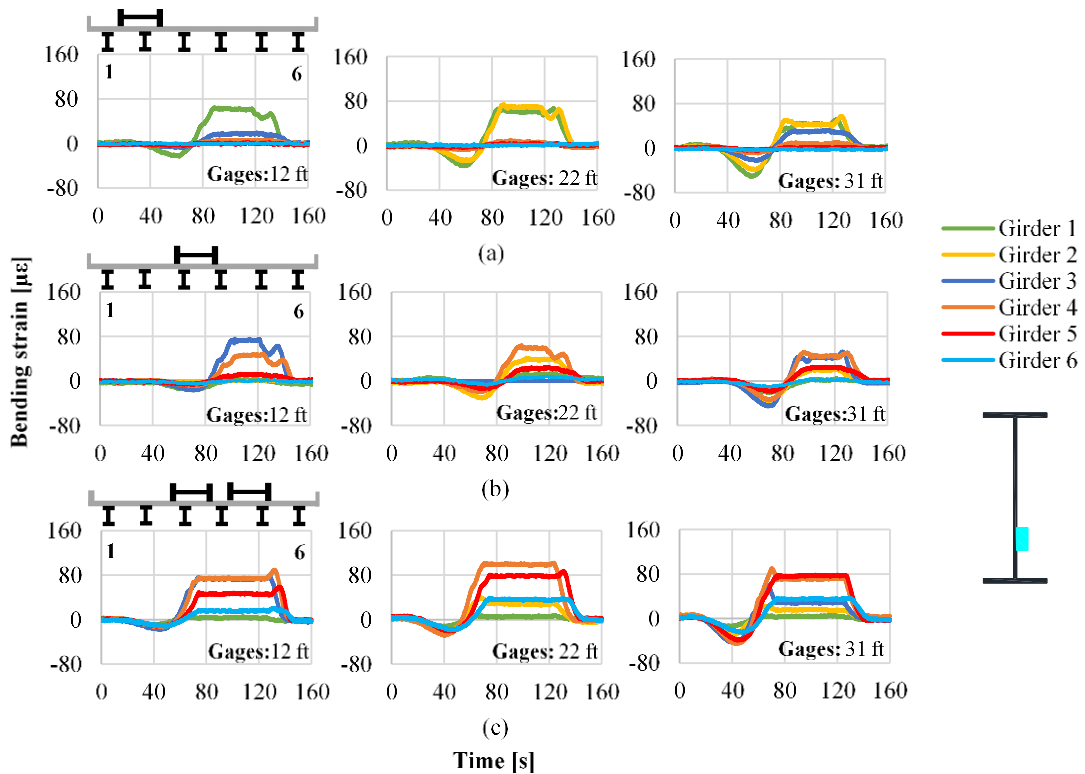 160
80
0
-80
1
6
Gages:12 ft
0 40 80 120 160
160
80
0
-80
Gages: 22 ft
0 40 80 120 160
160
80
0
-80
Gages: 31 ft
0 40 80 120 160
(a)
160
80
0
-80
1
6
Gages:12 ft
0 40 80 120 160
160
80
0
-80
Gages:22 ft
0 40 80 120 160
160
80
0
-80
Gages:31 ft
0 40 80 120 160
(b)
160
80
0
-80
1
6
Gages:12 ft
0 40 80 120 160
160
80
0
-80
Gages: 22 ft
0 40 80 120 160
160
80
0
-80
Gages: 31 ft
0 40 80 120 160
(c)
Bending strain [µε]
Time [s]
Girder 1
Girder 2
Girder 3
Girder 4
Girder 5
Girder 6